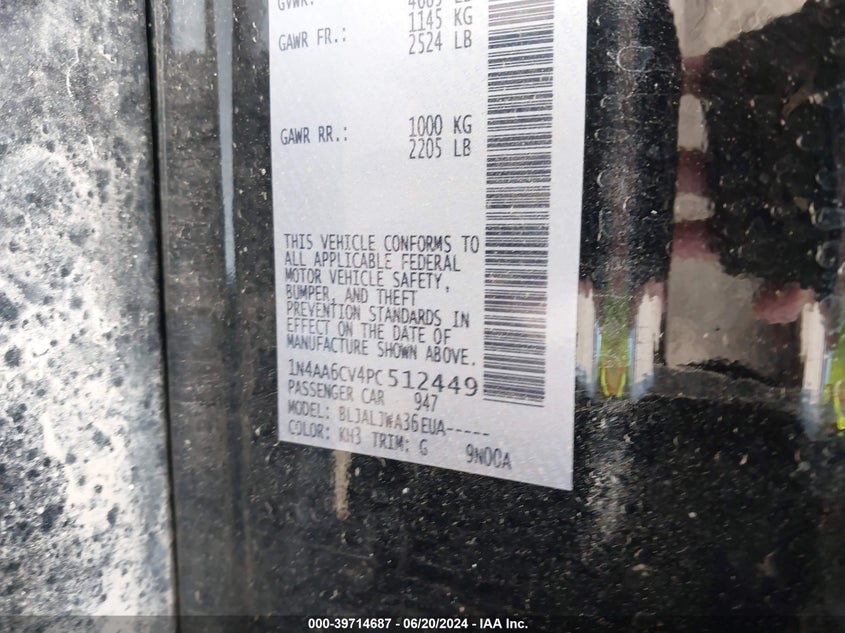 GVWR:
1145 KG
GAWR FR.: 2524 LB
GAWR RR.: 1000 KG
2205 LB
THIS VEHICLE CONFORMS TO
ALL APPLICABLE FEDERAL
MOTOR VEHICLE SAFETY,
BUMPER, AND THEFT
PREVENTION STANDARDS IN
EFFECT ON THE DATE OF
MANUFACTURE SHOWN ABOVE.
1N4AA6CV4PC512449
PASSENGER CAR 947
MODEL: BLJALJWA36EUA-----
COLOR: KH3 TRIM: G 9N00A
000-39714687 - 06/20/2024 - IAA Inc.